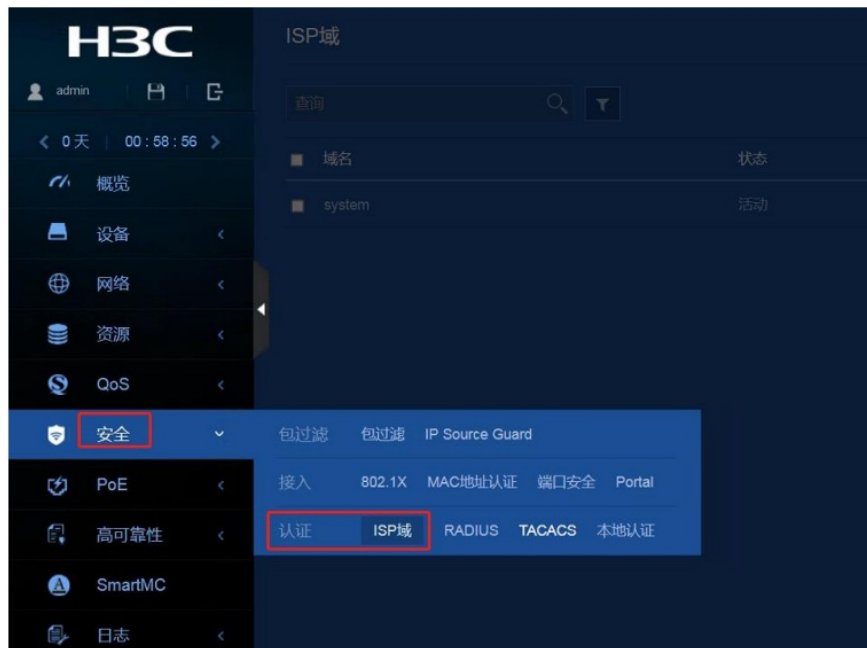 H3C
admin
0天 00:58:56
概览
设备
网络
资源
QoS
安全
PoE
高可靠性
SmartMC
日志
ISP域
查询
域名 状态
system 活动
包过滤 包过滤 IP Source Guard
接入 802.1X MAC地址认证 端口安全 Portal
认证 ISP域 RADIUS TACACS 本地认证